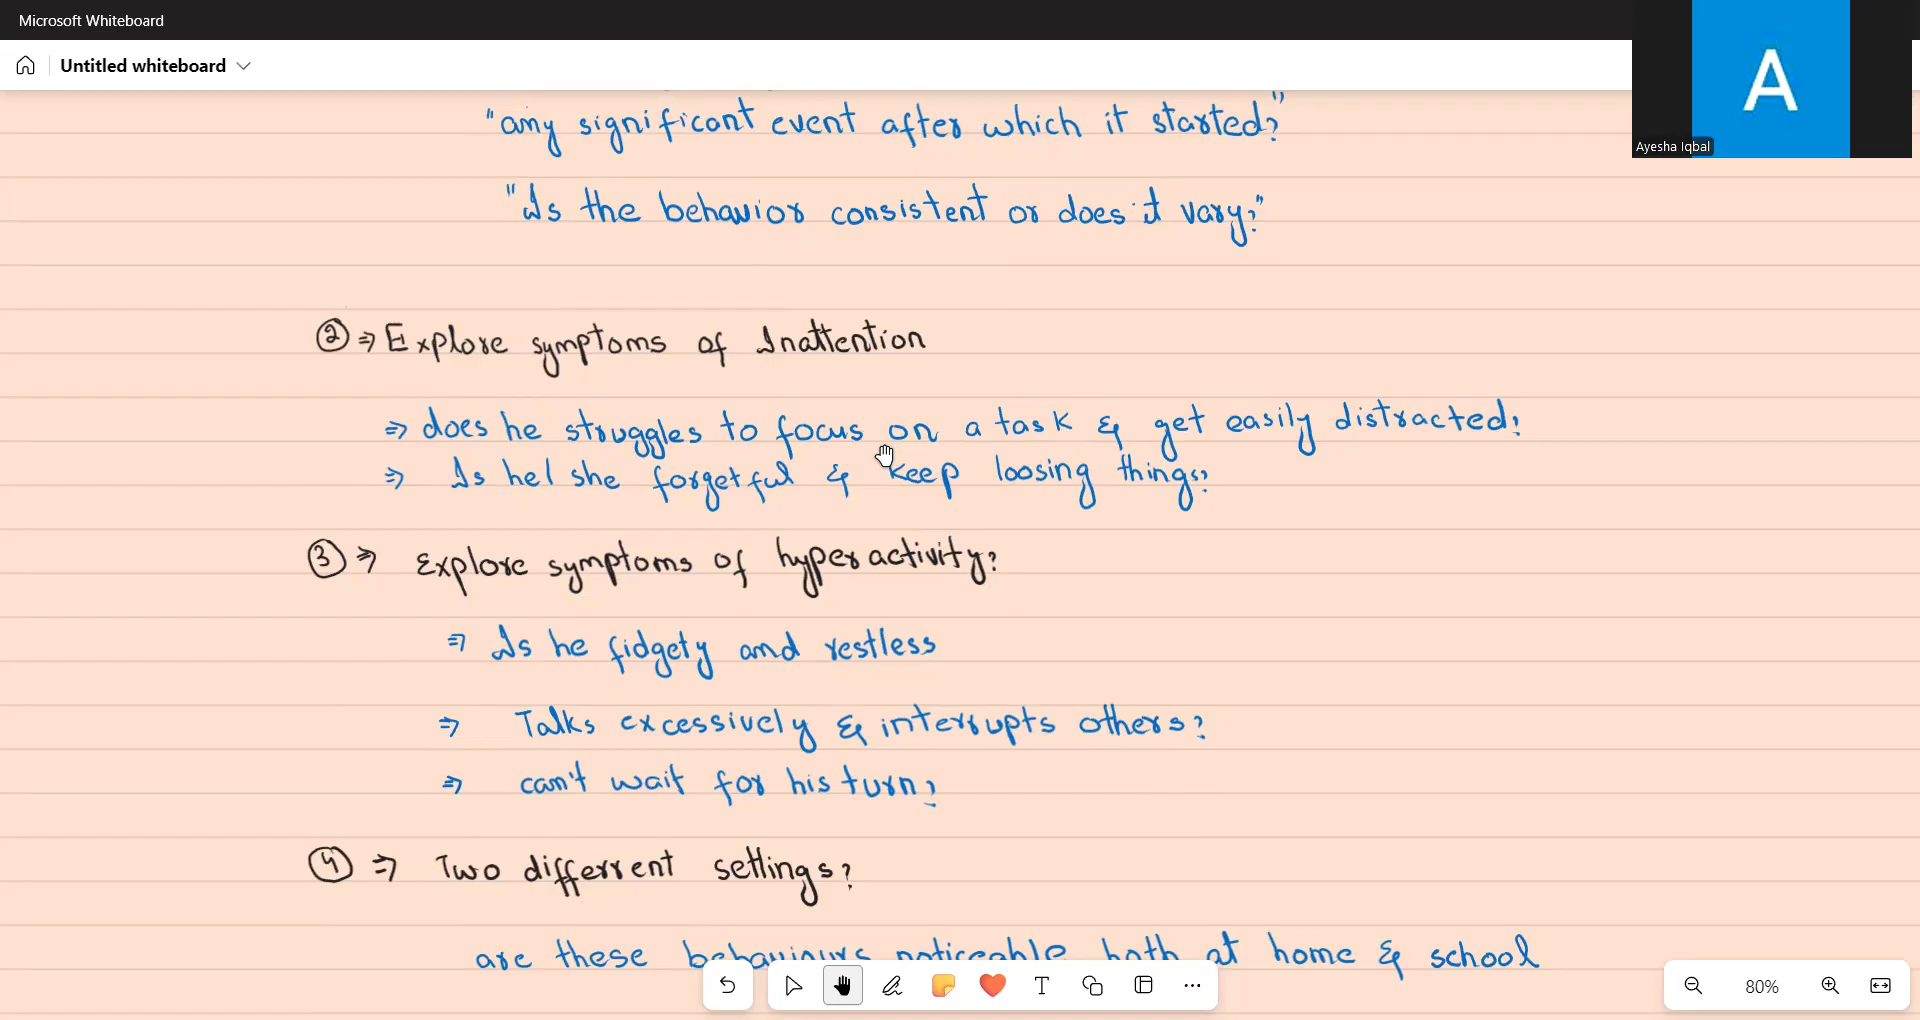 Microsoft Whiteboard
Untitled whiteboard
A
Ayesha Iqbal
"any significant event after which it started?"
"Is the behavior consistent or does it vary?"
② ⇒ Explore symptoms of Inattention
⇒ does he struggles to focus on a task & get easily distracted?
⇒ Is he/she forgetful & keep loosing things?
③ ⇒ Explore symptoms of hyperactivity?
⇒ Is he fidgety and restless
⇒ Talks excessively & interrupts others?
⇒ can't wait for his turn?
④ ⇒ Two differrent settings?
are these behaviours noticeable both at home & school
80%